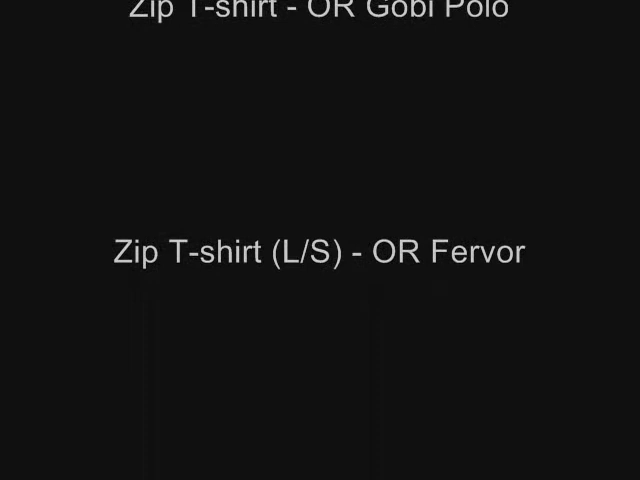 Zip T-shirt - OR Gobi Polo
Zip T-shirt (L/S) - OR Fervor